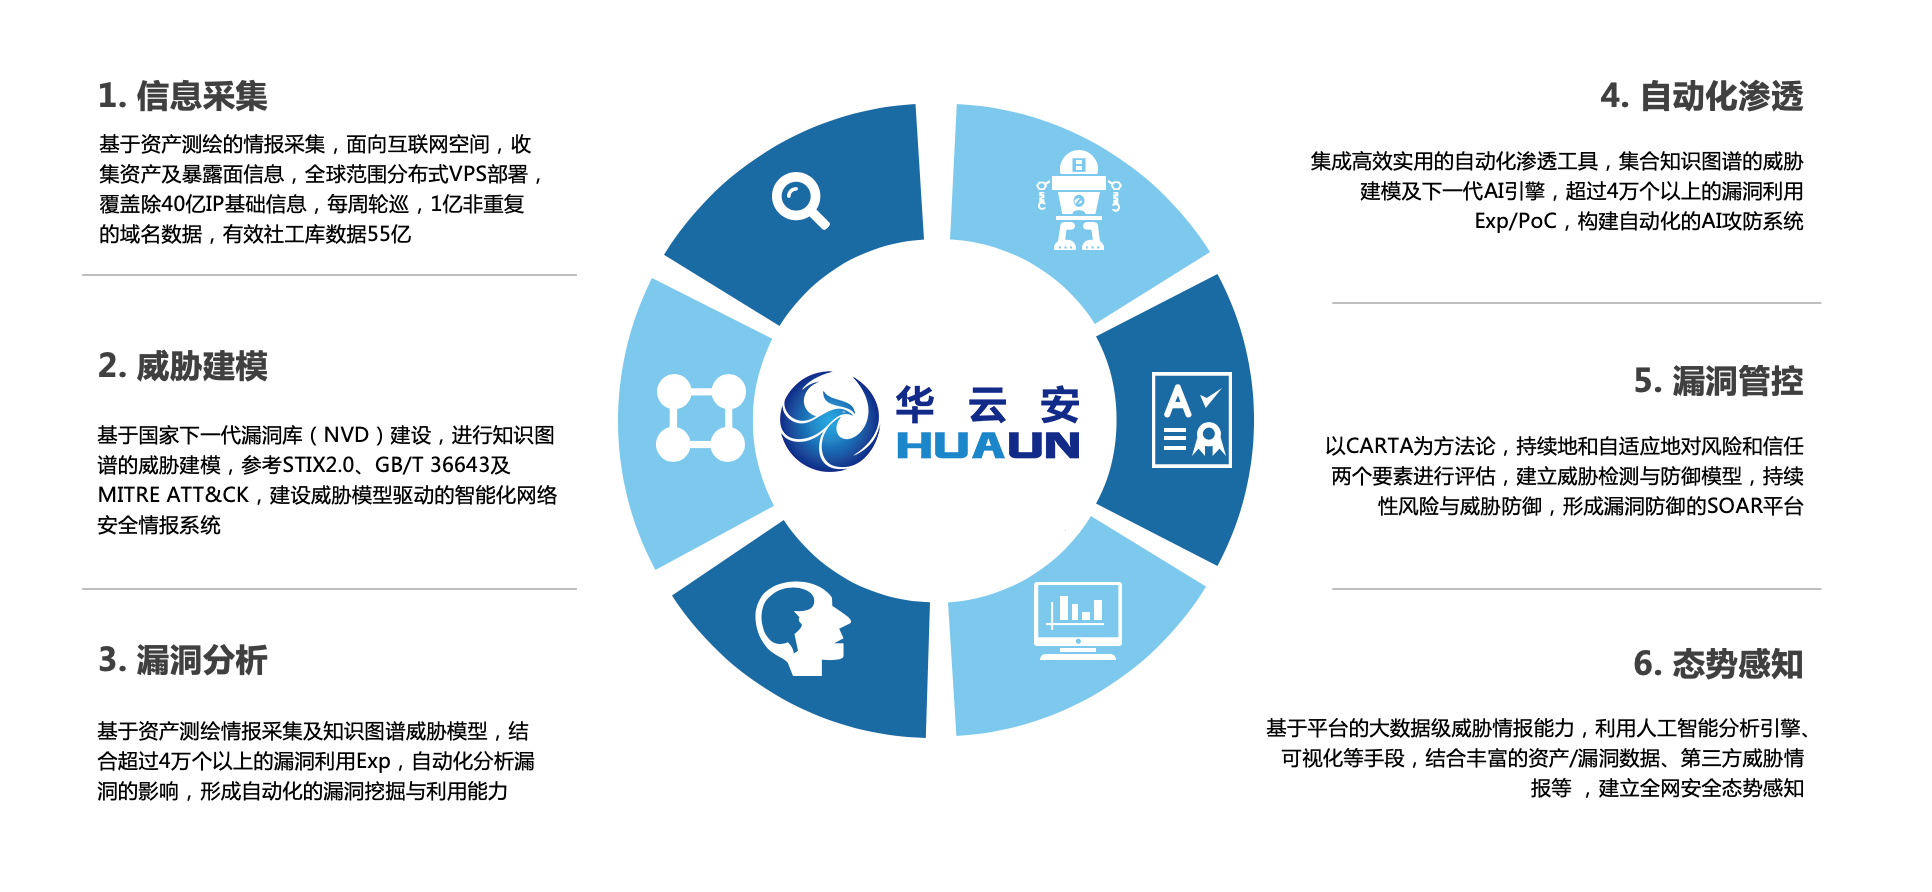 1. 信息采集
基于资产测绘的情报采集，面向互联网空间，收
集资产及暴露面信息，全球范围分布式VPS部署，
覆盖除40亿IP基础信息，每周轮巡，1亿非重复
的域名数据，有效社工库数据55亿
2. 威胁建模
基于国家下一代漏洞库（NVD）建设，进行知识图
谱的威胁建模，参考STIX2.0、GB/T 36643及
MITRE ATT&CK，建设威胁模型驱动的智能化网络
安全情报系统
3. 漏洞分析
基于资产测绘情报采集及知识图谱威胁模型，结
合超过4万个以上的漏洞利用Exp，自动化分析漏
洞的影响，形成自动化的漏洞挖掘与利用能力
华云安
HUAUN
A
4. 自动化渗透
集成高效实用的自动化渗透工具，集合知识图谱的威胁
建模及下一代AI引擎，超过4万个以上的漏洞利用
Exp/PoC，构建自动化的AI攻防系统
5. 漏洞管控
以CARTA为方法论，持续地和自适应地对风险和信任
两个要素进行评估，建立威胁检测与防御模型，持续
性风险与威胁防御，形成漏洞防御的SOAR平台
6. 态势感知
基于平台的大数据级威胁情报能力，利用人工智能分析引擎、
可视化等手段，结合丰富的资产/漏洞数据、第三方威胁情
报等 ，建立全网安全态势感知